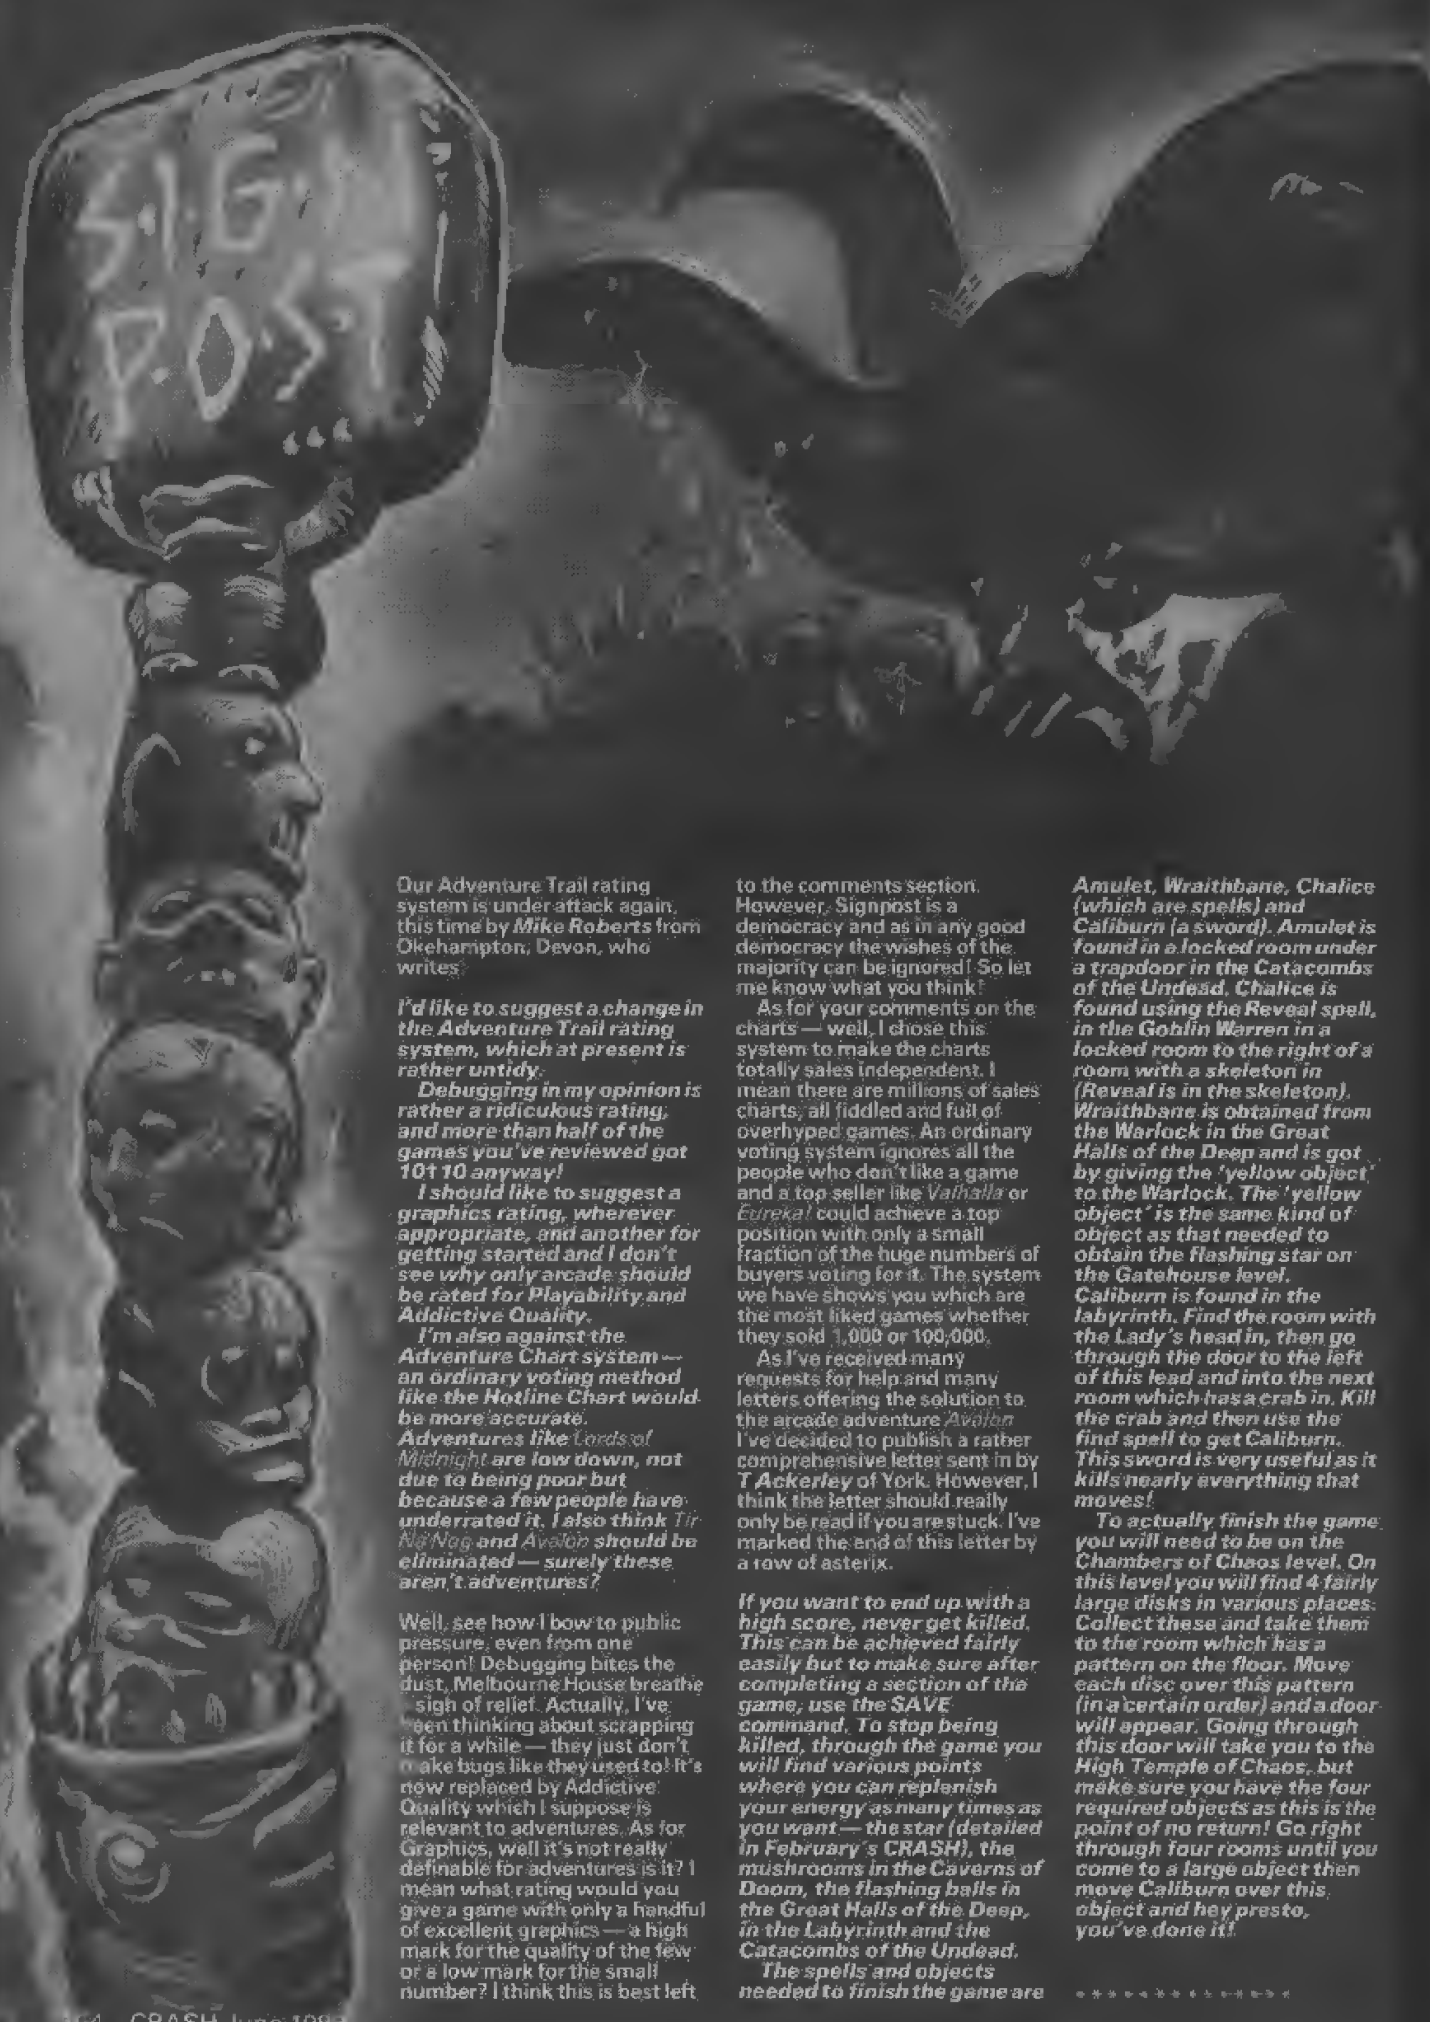 SIGN
POST
Our Adventure Trail rating
system is under attack again,
this time by Mike Roberts from
Okehampton, Devon, who
writes
I'd like to suggest a change in
the Adventure Trail rating
system, which at present is
rather untidy.
Debugging in my opinion is
rather a ridiculous rating,
and more than half of the
games you've reviewed got
10110 anyway!
I should like to suggest a
graphics rating, wherever
appropriate, and another for
getting started and I don't
see why only arcade should
be rated for Playability and
Addictive Quality.
I'm also against the
Adventure Chart system —
an ordinary voting method
like the Hotline Chart would
be more accurate.
Adventures like Lords of
Midnight are low down, not
due to being poor but
because a few people have
underrated it. I also think Tir
Na Nog and Avalon should be
eliminated — surely these
aren't adventures?
Well, see how I bow to public
pressure, even from one
person! Debugging bites the
dust, Melbourne House breathe
sigh of relief. Actually, I've
been thinking about scrapping
it for a while — they just don't
make bugs like they used to! It's
now replaced by Addictive
Quality which I suppose is
relevant to adventures. As for
Graphics, well it's not really
definable for adventures is it? I
mean what rating would you
give a game with only a handful
of excellent graphics — a high
mark for the quality of the few
or a low mark for the small
number? I think this is best left
to the comments section.
However, Signpost is a
democracy and as in any good
democracy the wishes of the
majority can be ignored! So let
me know what you think!
As for your comments on the
charts — well, I chose this
system to make the charts
totally sales independent. I
mean there are millions of sales
charts, all fiddled and full of
overhyped games. An ordinary
voting system ignores all the
people who don't like a game
and a top seller like Valhalla or
Eureka! could achieve a top
position with only a small
fraction of the huge numbers of
buyers voting for it. The system
we have shows you which are
the most liked games whether
they sold 1,000 or 100,000.
As I've received many
requests for help and many
letters offering the solution to
the arcade adventure Avalon
I've decided to publish a rather
comprehensive letter sent in by
T Ackerley of York. However, I
think the letter should really
only be read if you are stuck. I've
marked the end of this letter by
a row of asterix.
If you want to end up with a
high score, never get killed.
This can be achieved fairly
easily but to make sure after
completing a section of the
game, use the SAVE
command. To stop being
killed, through the game you
will find various points
where you can replenish
your energy as many times as
you want — the star (detailed
in February's CRASH), the
mushrooms in the Caverns of
Doom, the flashing balls in
the Great Halls of the Deep,
in the Labyrinth and the
Catacombs of the Undead.
The spells and objects
needed to finish the game are
Amulet, Wraithbane, Chalice
(which are spells) and
Caliburn (a sword). Amulet is
found in a locked room under
a trapdoor in the Catacombs
of the Undead. Chalice is
found using the Reveal spell,
in the Goblin Warren in a
locked room to the right of a
room with a skeleton in
(Reveal is in the skeleton).
Wraithbane is obtained from
the Warlock in the Great
Halls of the Deep and is got
by giving the 'yellow object'
to the Warlock. The 'yellow
object' is the same kind of
object as that needed to
obtain the flashing star on
the Gatehouse level.
Caliburn is found in the
labyrinth. Find the room with
the Lady's head in, then go
through the door to the left
of this lead and into the next
room which has a crab in. Kill
the crab and then use the
find spell to get Caliburn.
This sword is very useful as it
kills nearly everything that
moves!
To actually finish the game
you will need to be on the
Chambers of Chaos level. On
this level you will find 4 fairly
large disks in various places.
Collect these and take them
to the room which has a
pattern on the floor. Move
each disc over this pattern
(in a certain order) and a door
will appear. Going through
this door will take you to the
High Temple of Chaos, but
make sure you have the four
required objects as this is the
point of no return! Go right
through four rooms until you
come to a large object then
move Caliburn over this
object and hey presto,
you've done it!
* * * * * * * * * * * * * *
CRASH June